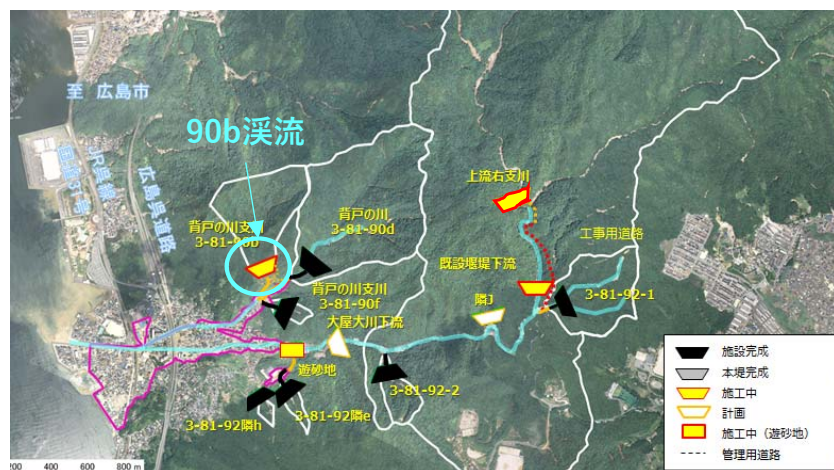 至 広島市
90b渓流
JR呉線
広島呉道路
上流右支川
背戸の川
3-81-90d
背戸の川支川
3-81-90b
工事用道路
既設堰堤下流
背戸の川支川
3-81-90f
隣J
3-81-92-1
大屋大川下流
遊砂地
3-81-92-2
3-81-92隣h
3-81-92隣e
施設完成
本堤完成
施工中
計画
施工中（遊砂地）
管理用道路
200
400
600
800 m